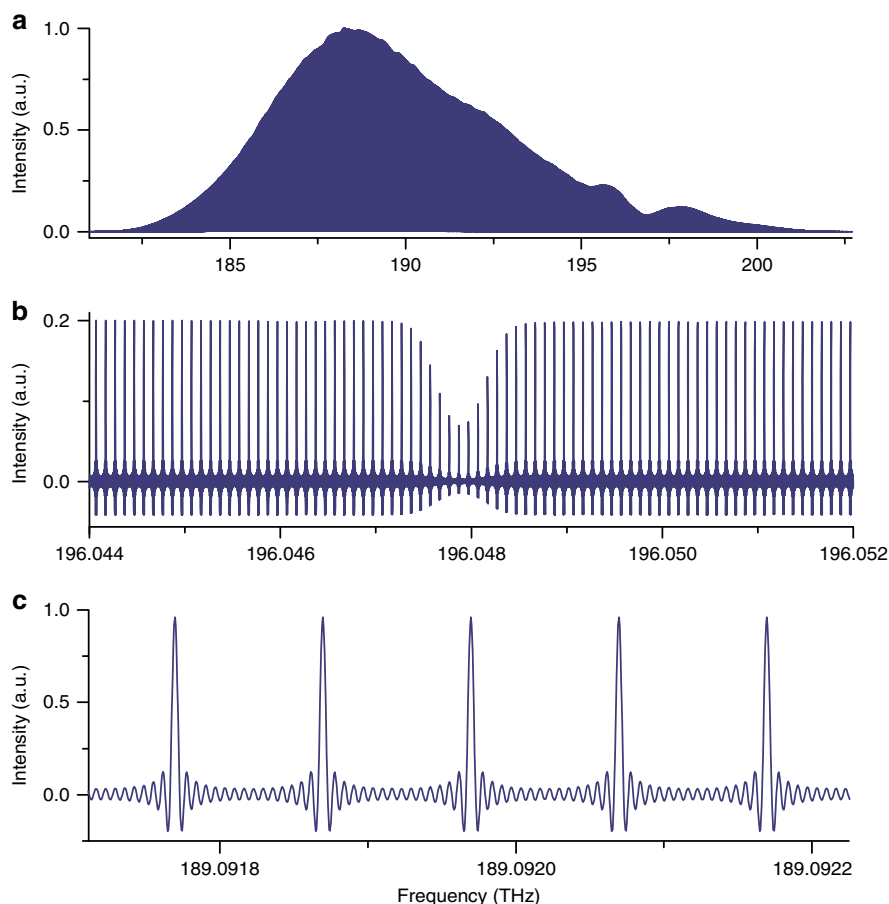 a
Intensity (a.u.)
1.0
0.5
0.0
185 190 195 200
b
Intensity (a.u.)
0.2
0.0
196.044 196.046 196.048 196.050 196.052
c
Intensity (a.u.)
1.0
0.5
0.0
189.0918 189.0920 189.0922
Frequency (THz)